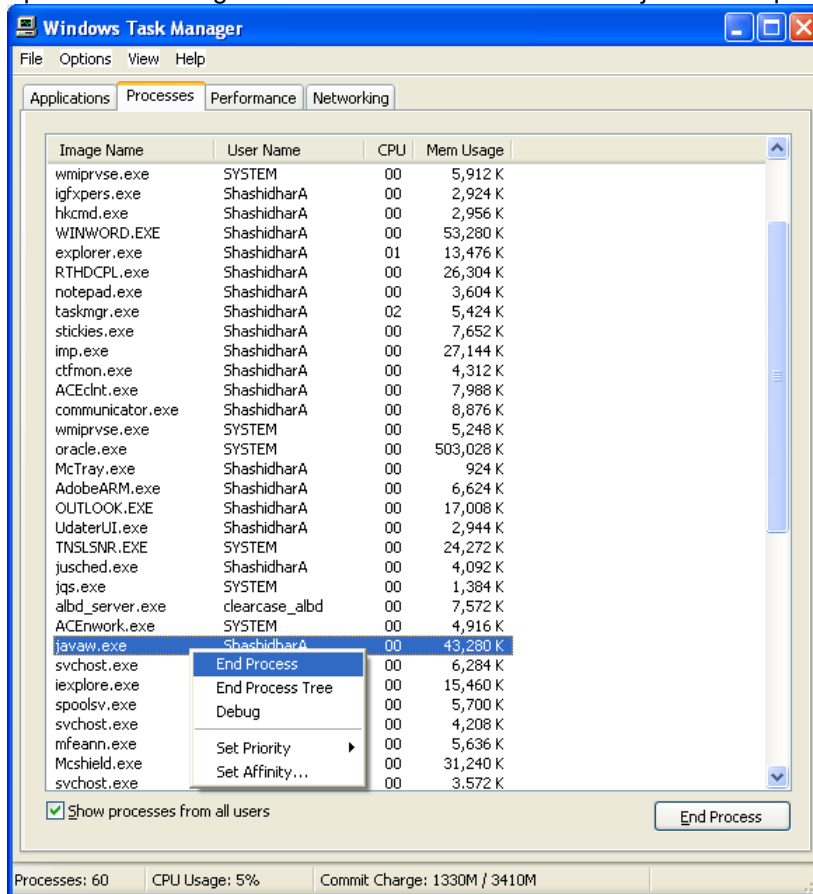 Windows Task Manager
File Options View Help
Applications Processes Performance Networking
Image Name User Name CPU Mem Usage
wmiprvse.exe SYSTEM 00 5,912 K
igfxpers.exe ShashidharA 00 2,924 K
hkcmd.exe ShashidharA 00 2,956 K
WINWORD.EXE ShashidharA 00 53,280 K
explorer.exe ShashidharA 01 13,476 K
RTHDCPL.exe ShashidharA 00 26,304 K
notepad.exe ShashidharA 00 3,604 K
taskmgr.exe ShashidharA 02 5,424 K
stickies.exe ShashidharA 00 7,652 K
imp.exe ShashidharA 00 27,144 K
ctfmon.exe ShashidharA 00 4,312 K
ACEclnt.exe ShashidharA 00 7,988 K
communicator.exe ShashidharA 00 8,876 K
wmiprvse.exe SYSTEM 00 5,248 K
oracle.exe SYSTEM 00 503,028 K
McTray.exe ShashidharA 00 924 K
AdobeARM.exe ShashidharA 00 6,624 K
OUTLOOK.EXE ShashidharA 00 17,008 K
UdaterUI.exe ShashidharA 00 2,944 K
TNSLSNR.EXE SYSTEM 00 24,272 K
jusched.exe ShashidharA 00 4,092 K
jqs.exe SYSTEM 00 1,384 K
albd_server.exe clearcase_albd 00 7,572 K
ACEnwork.exe SYSTEM 00 4,916 K
javaw.exe ShashidharA 00 43,280 K
svchost.exe End Process 00 6,284 K
iexplore.exe End Process Tree 00 15,460 K
spoolsv.exe Debug 00 5,700 K
svchost.exe 00 4,208 K
mfeann.exe Set Priority 00 5,636 K
Mcshield.exe Set Affinity... 00 31,240 K
svchost.exe 00 3,572 K
Show processes from all users End Process
Processes: 60 CPU Usage: 5% Commit Charge: 1330M / 3410M